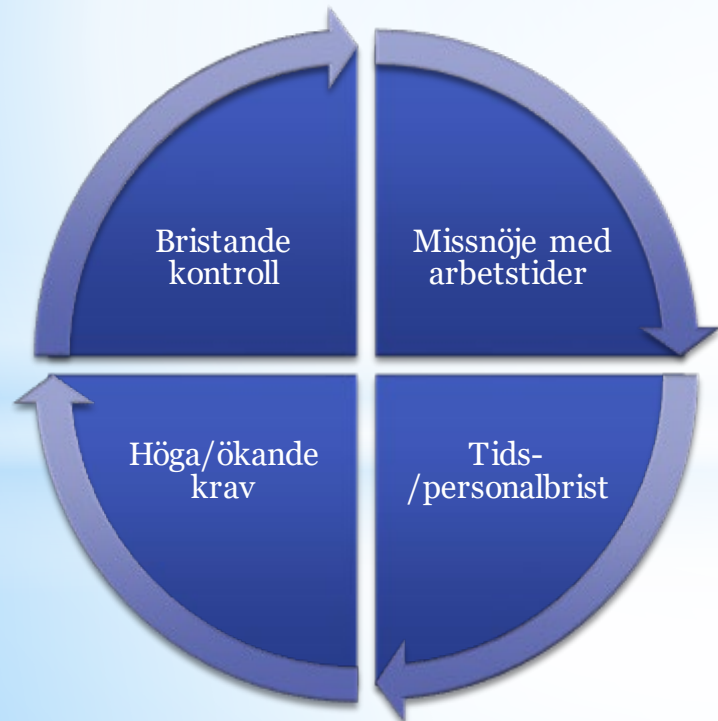 Bristande
kontroll
Missnöje med
arbetstider
Höga/ökande
krav
Tids-
/personalbrist